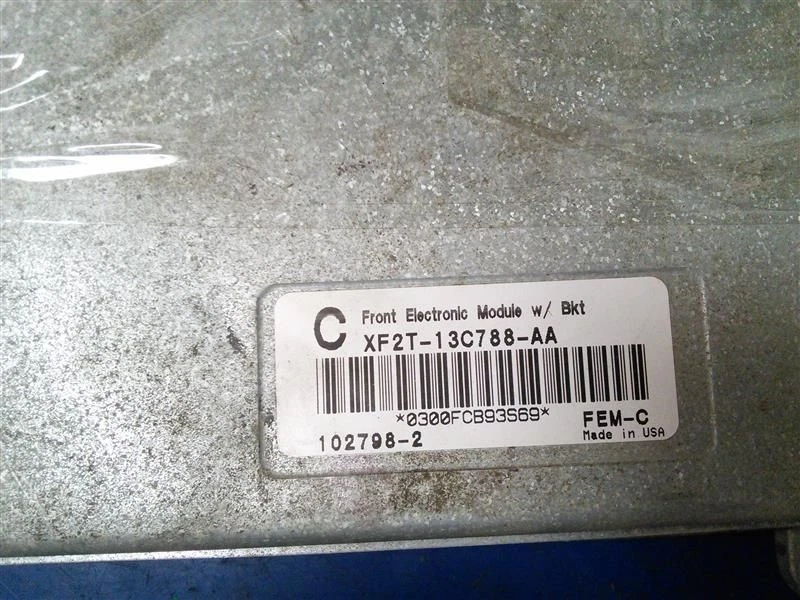 C Front Electronic Module w/ Bkt
XF2T-13C788-AA
*0300FCB93S69*
102798-2 FEM-C
Made in USA